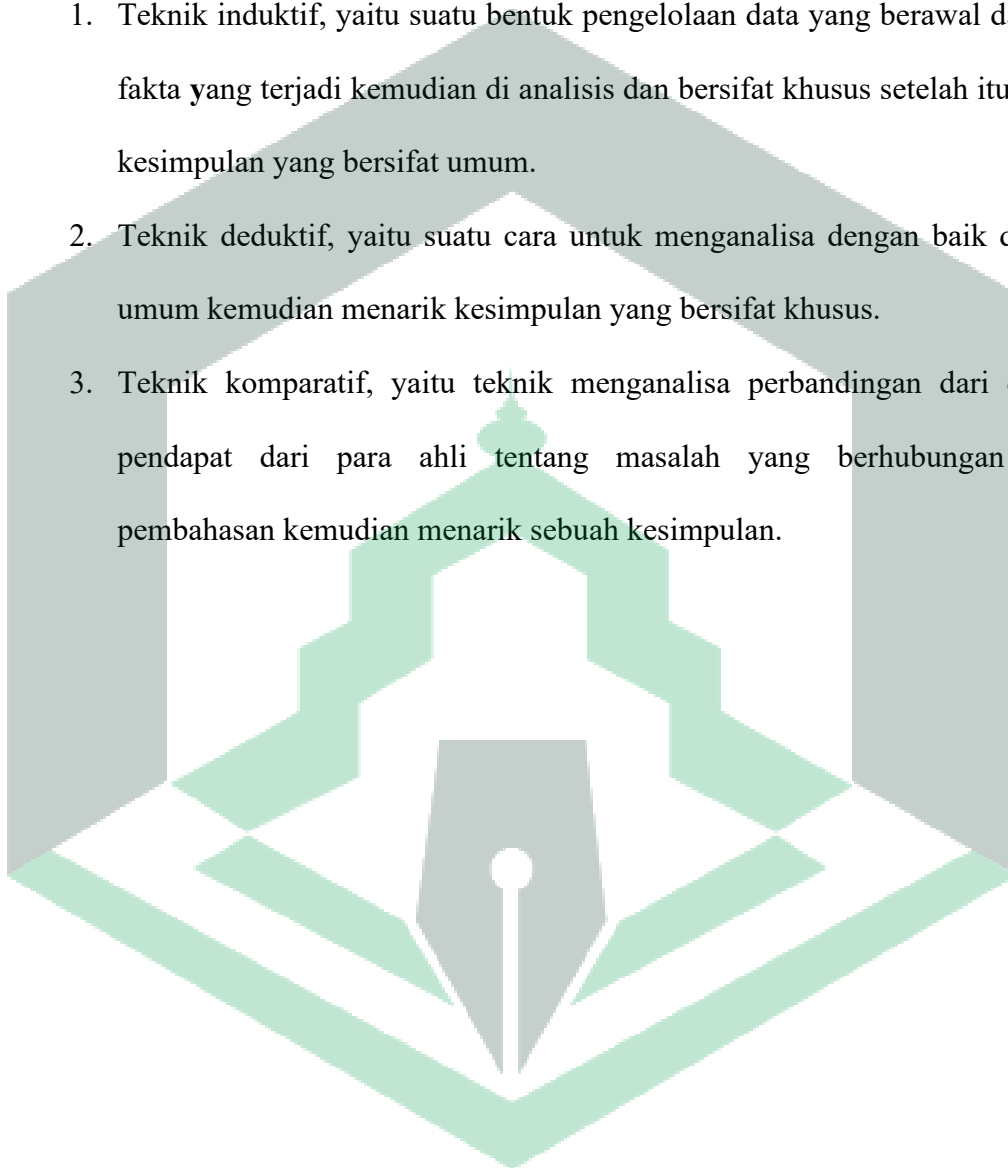 1. Teknik induktif, yaitu suatu bentuk pengelolaan data yang berawal
fakta yang terjadi kemudian di analisis dan bersifat khusus setelah itu
kesimpulan yang bersifat umum.
2. Teknik deduktif, yaitu suatu cara untuk menganalisa dengan baik
umum kemudian menarik kesimpulan yang bersifat khusus.
3. Teknik komparatif, yaitu teknik menganalisa perbandingan dari
pendapat dari para ahli tentang masalah yang berhubungan
pembahasan kemudian menarik sebuah kesimpulan.